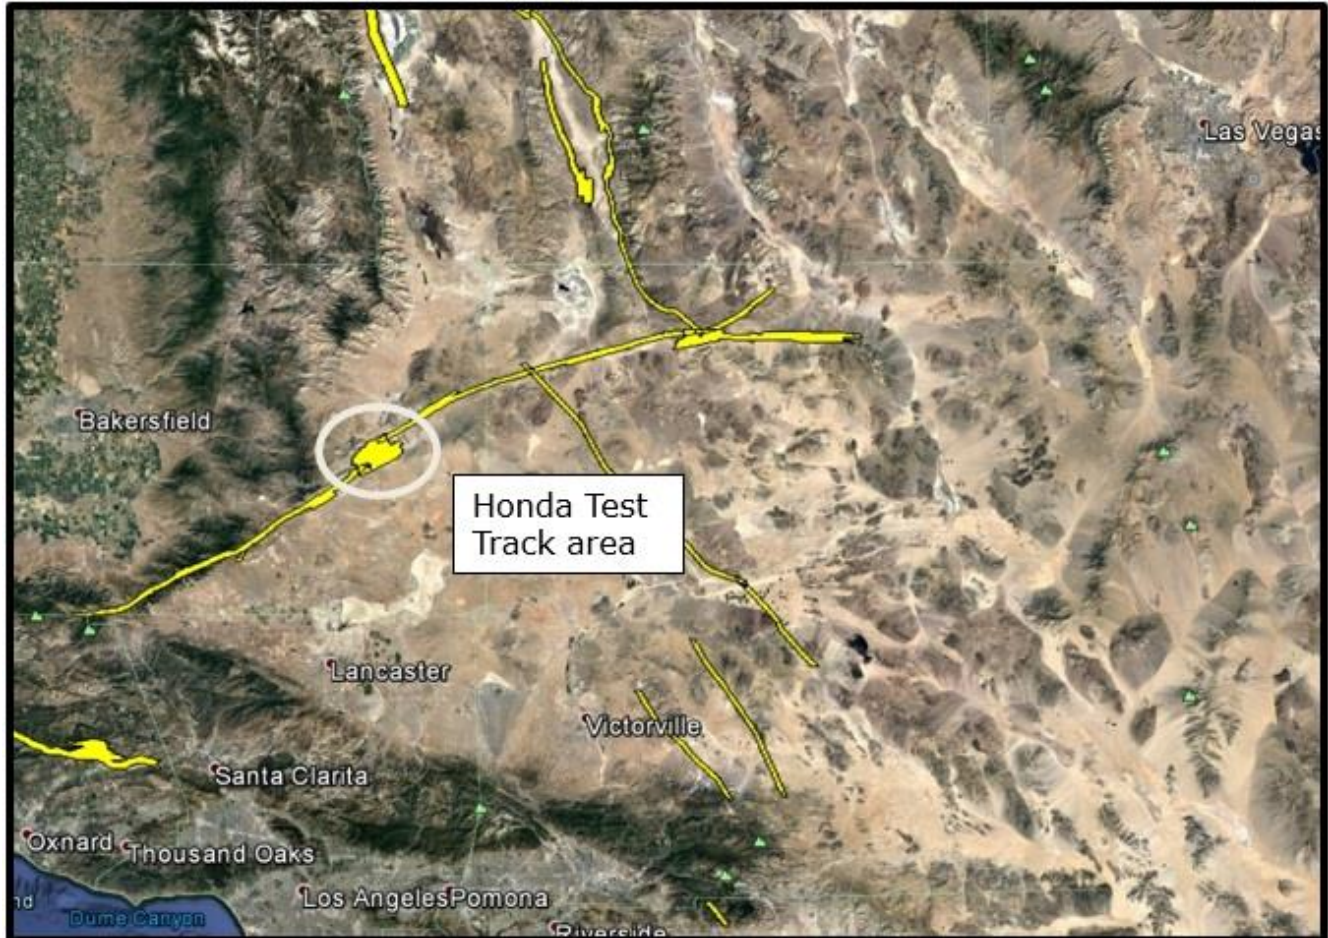 Las Vegas
Bakersfield
Honda Test
Track area
Lancaster
Victorville
Santa Clarita
Oxnard
Thousand Oaks
Los Angeles
Pomona
nd
Dume Canyon
Riverside